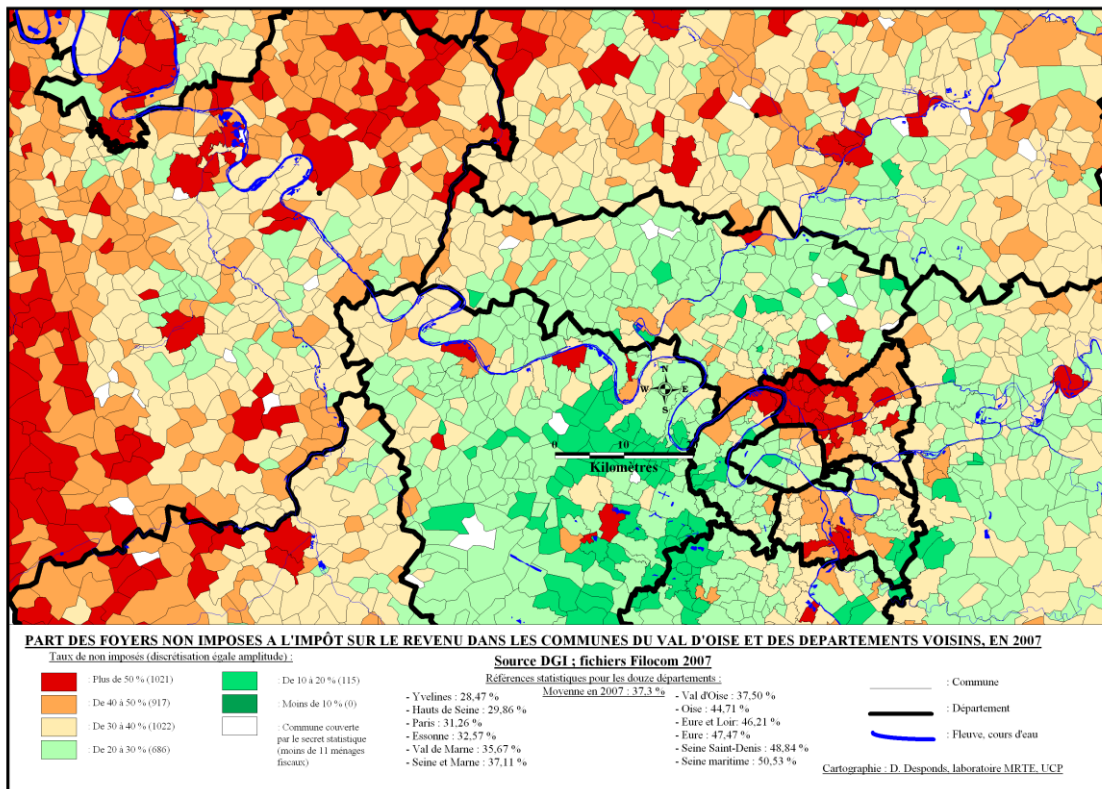 N
W E
S
0 10
Kilomètres
PART DES FOYERS NON IMPOSES A L'IMPÔT SUR LE REVENU DANS LES COMMUNES DU VAL D'OISE ET DES DEPARTEMENTS VOISINS, EN 2007
Taux de non imposés (discrétisation égale amplitude) :
: Plus de 50 % (1021)
: De 40 à 50 % (917)
: De 30 à 40 % (1022)
: De 20 à 30 % (686)
: De 10 à 20 % (115)
: Moins de 10 % (0)
: Commune couverte
par le secret statistique
(moins de 11 ménages
fiscaux)
Source DGI ; fichiers Filocom 2007
Références statistiques pour les douze départements :
Moyenne en 2007 : 37,3 %
- Yvelines : 28,47 %
- Hauts de Seine : 29,86 %
- Paris : 31,26 %
- Essonne : 32,57 %
- Val de Marne : 35,67 %
- Seine et Marne : 37,11 %
- Val d'Oise : 37,50 %
- Oise : 44,71 %
- Eure et Loir : 46,21 %
- Eure : 47,47 %
- Seine Saint-Denis : 48,84 %
- Seine maritime : 50,53 %
: Commune
: Département
: Fleuve, cours d'eau
Cartographie : D. Desponds, laboratoire MRTE, UCP